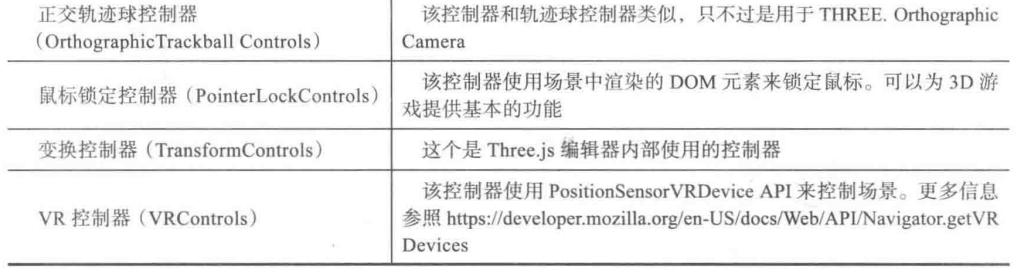 正交轨迹球控制器
（OrthographicTrackball Controls）
该控制器和轨迹球控制器类似，只不过是用于 THREE. Orthographic
Camera
鼠标锁定控制器（PointerLockControls）
该控制器使用场景中渲染的 DOM 元素来锁定鼠标。可以为 3D 游
戏提供基本的功能
变换控制器（TransformControls）
这个是 Three.js 编辑器内部使用的控制器
VR 控制器（VRControls）
该控制器使用 PositionSensorVRDevice API 来控制场景。更多信息
参照 https://developer.mozilla.org/en-US/docs/Web/API/Navigator.getVR
Devices